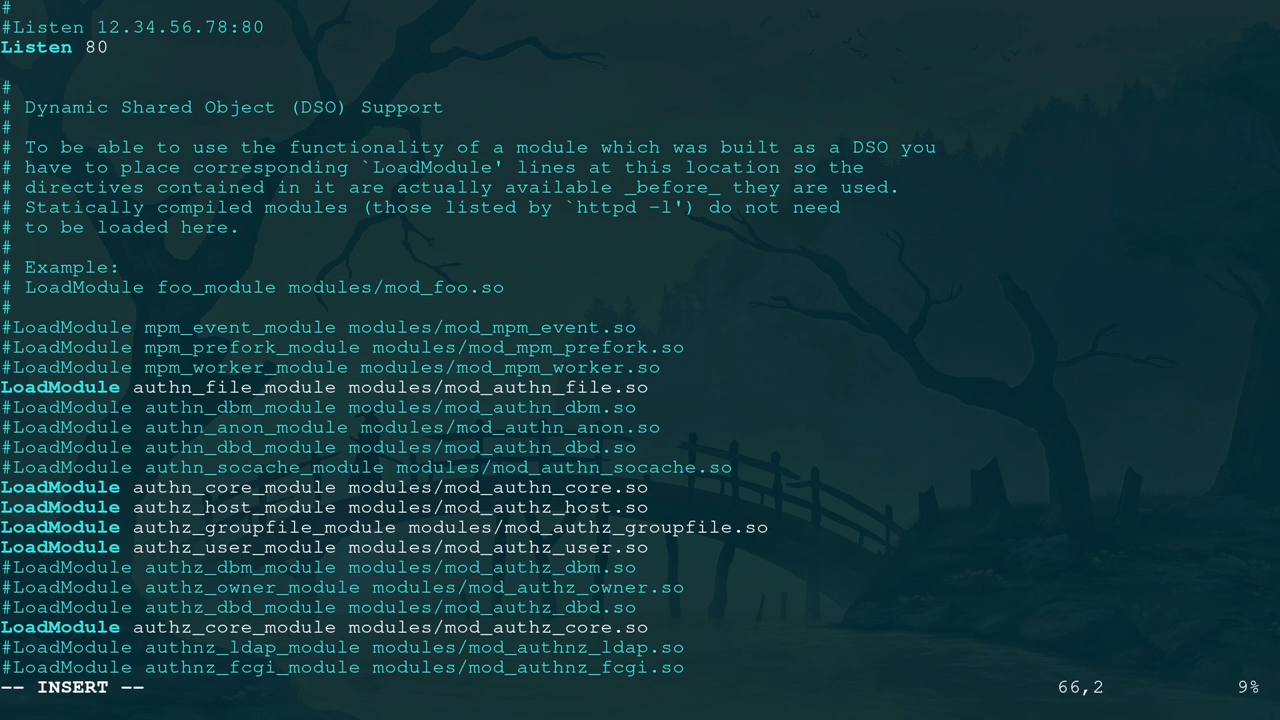 #
#Listen 12.34.56.78:80
Listen 80
#
# Dynamic Shared Object (DSO) Support
#
# To be able to use the functionality of a module which was built as a DSO you
# have to place corresponding `LoadModule' lines at this location so the
# directives contained in it are actually available _before_ they are used.
# Statically compiled modules (those listed by `httpd -l') do not need
# to be loaded here.
#
# Example:
# LoadModule foo_module modules/mod_foo.so
#
#LoadModule mpm_event_module modules/mod_mpm_event.so
#LoadModule mpm_prefork_module modules/mod_mpm_prefork.so
#LoadModule mpm_worker_module modules/mod_mpm_worker.so
LoadModule authn_file_module modules/mod_authn_file.so
#LoadModule authn_dbm_module modules/mod_authn_dbm.so
#LoadModule authn_anon_module modules/mod_authn_anon.so
#LoadModule authn_dbd_module modules/mod_authn_dbd.so
#LoadModule authn_socache_module modules/mod_authn_socache.so
LoadModule authn_core_module modules/mod_authn_core.so
LoadModule authz_host_module modules/mod_authz_host.so
LoadModule authz_groupfile_module modules/mod_authz_groupfile.so
LoadModule authz_user_module modules/mod_authz_user.so
#LoadModule authz_dbm_module modules/mod_authz_dbm.so
#LoadModule authz_owner_module modules/mod_authz_owner.so
#LoadModule authz_dbd_module modules/mod_authz_dbd.so
LoadModule authz_core_module modules/mod_authz_core.so
#LoadModule authnz_ldap_module modules/mod_authnz_ldap.so
#LoadModule authnz_fcgi_module modules/mod_authnz_fcgi.so
-- INSERT -- 66,2 9%